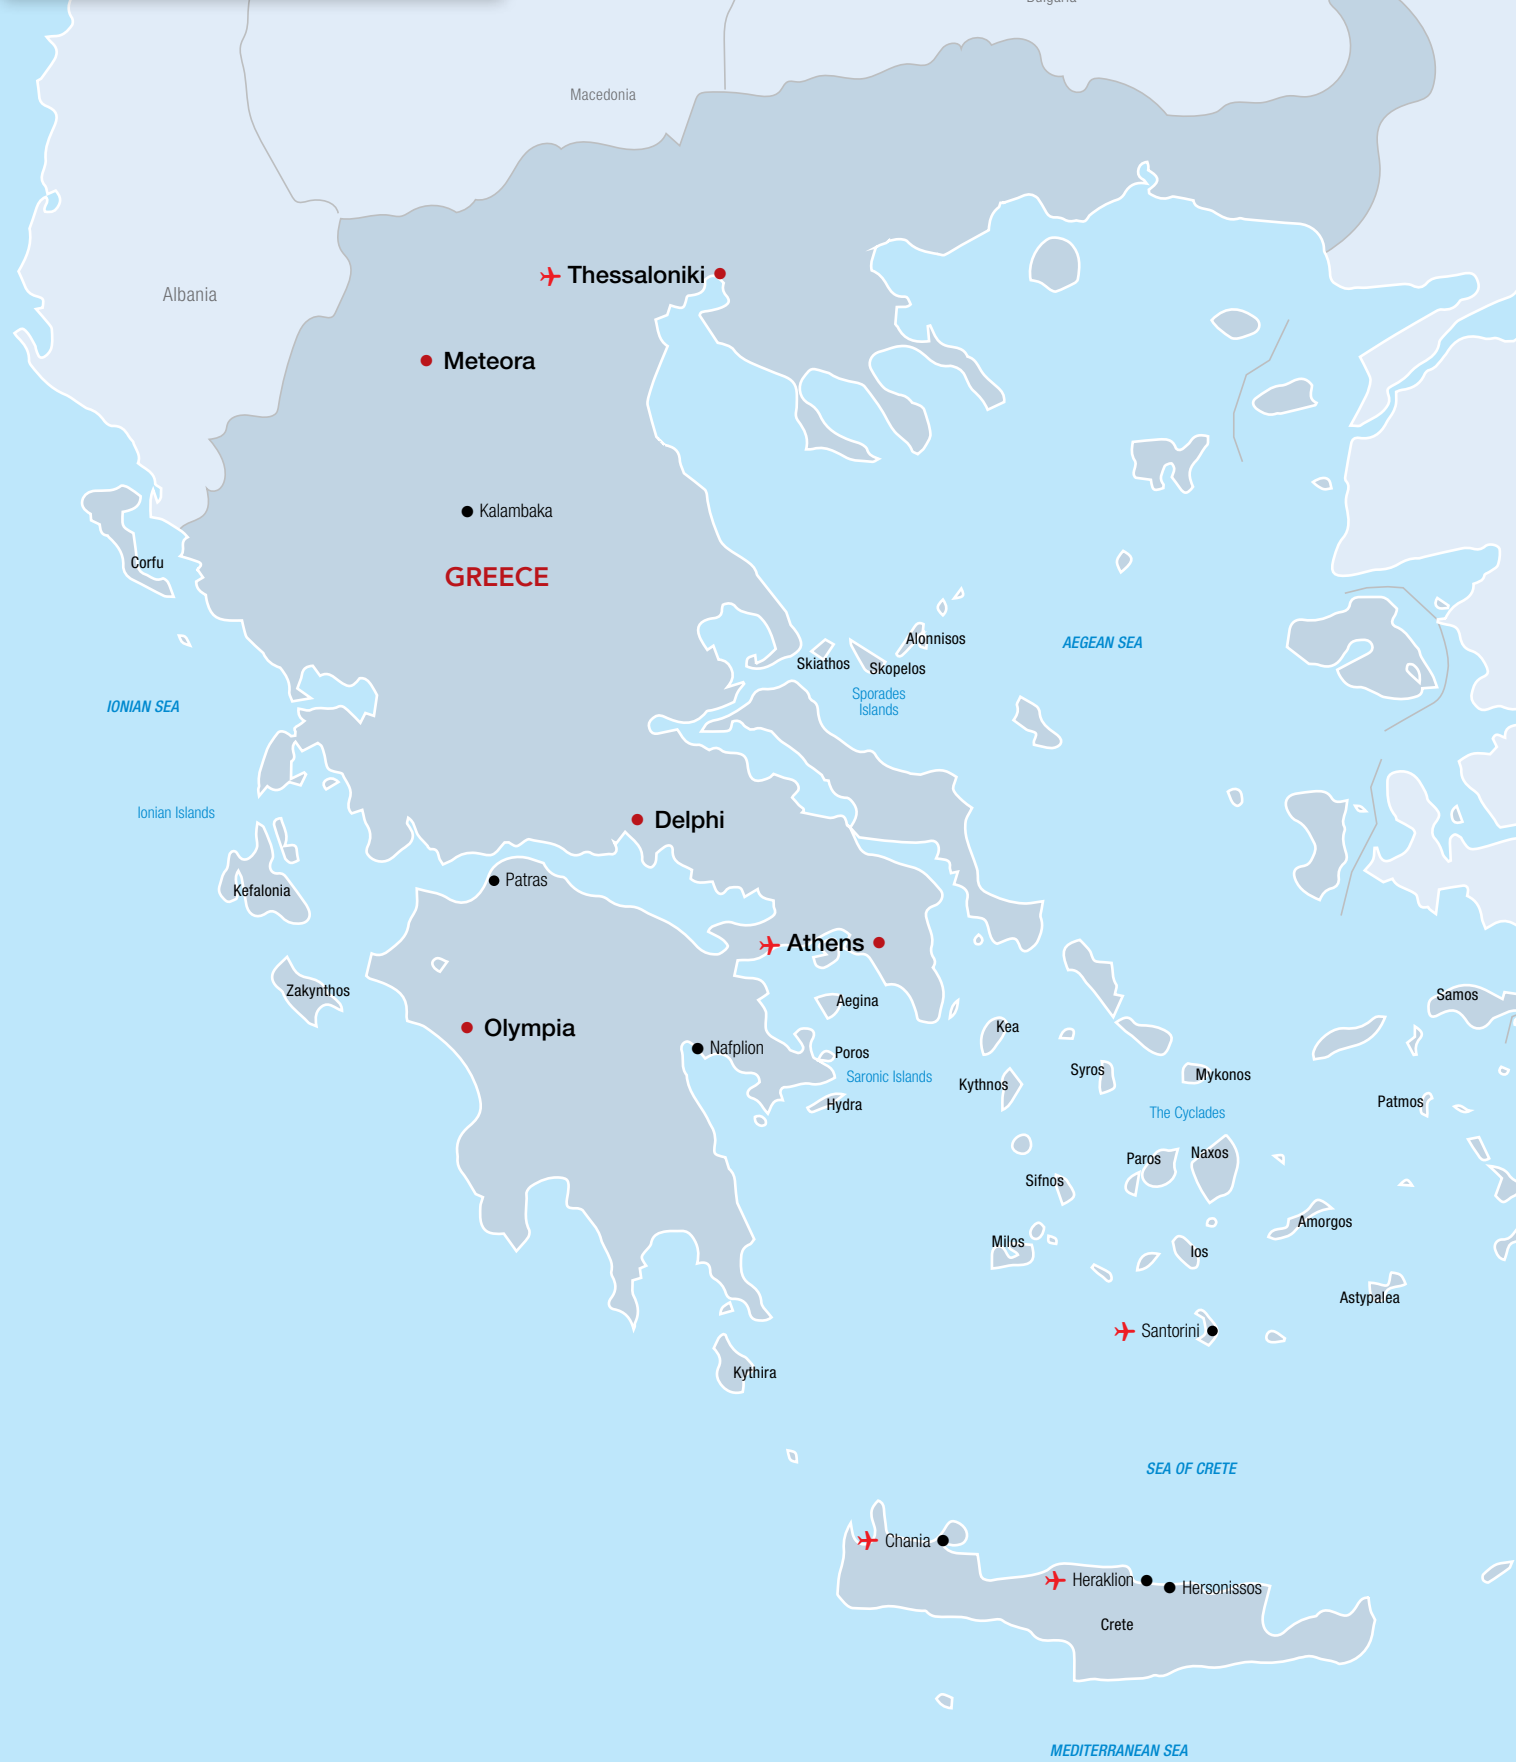 Bulgaria
Macedonia
Thessaloniki
Albania
Meteora
Kalambaka
Corfu
GREECE
Alonnisos
AEGEAN SEA
Skiathos
Skopelos
Sporades
Islands
IONIAN SEA
Ionian Islands
Delphi
Patras
Kefalonia
Athens
Zakynthos
Samos
Aegina
Olympia
Kea
Nafplion
Poros
Syros
Mykonos
Saronic Islands
Kythnos
Hydra
Patmos
The Cyclades
Paros
Naxos
Sifnos
Amorgos
Milos
Ios
Astypalea
Santorini
Kythira
SEA OF CRETE
Chania
Heraklion
Hersonissos
Crete
MEDITERRANEAN SEA